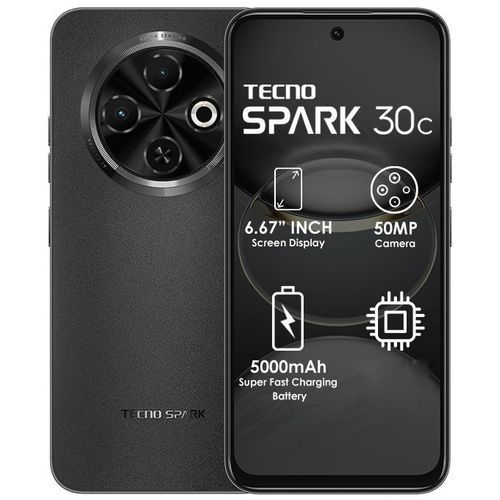 TECNO
SPARK 30C
6.67” INCH
Screen Display
50MP
Camera
5000mAh
Super Fast Charging
Battery
TECNO SPARK